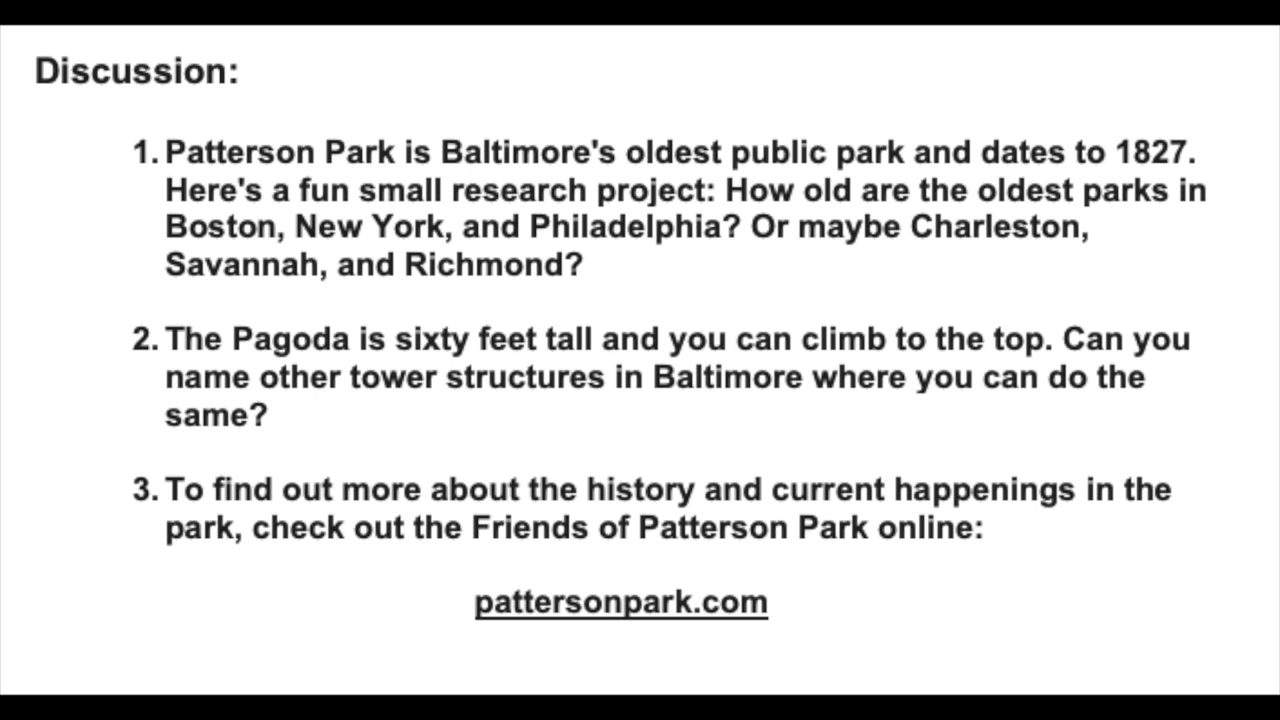 Discussion:
1. Patterson Park is Baltimore's oldest public park and dates to 1827.
Here's a fun small research project: How old are the oldest parks in
Boston, New York, and Philadelphia? Or maybe Charleston,
Savannah, and Richmond?
2. The Pagoda is sixty feet tall and you can climb to the top. Can you
name other tower structures in Baltimore where you can do the
same?
3. To find out more about the history and current happenings in the
park, check out the Friends of Patterson Park online:
pattersonpark.com